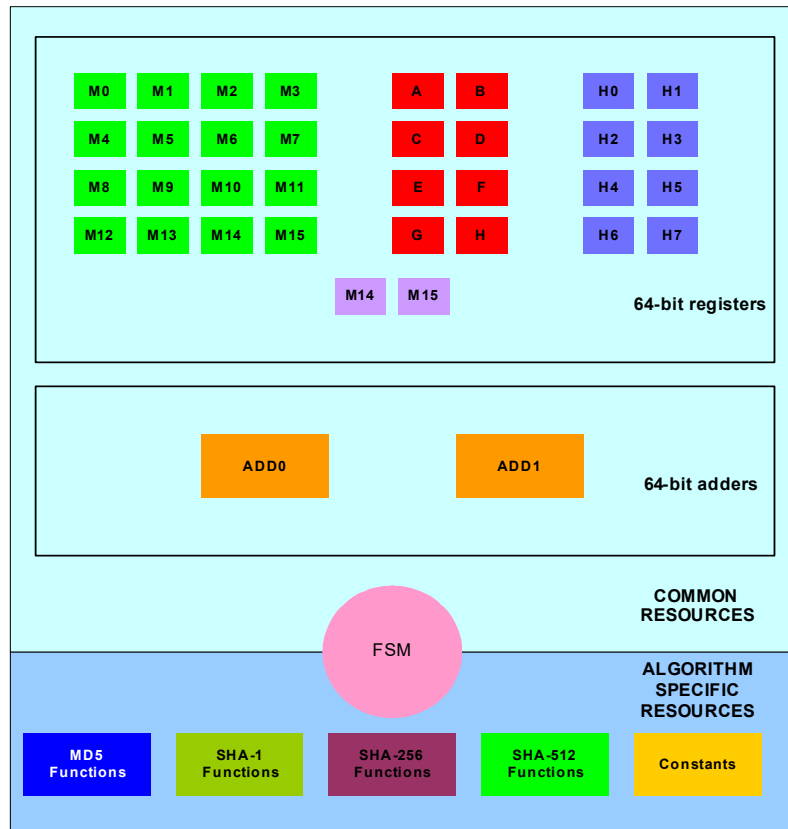 M0 M1 M2 M3 A B H0 H1
M4 M5 M6 M7 C D H2 H3
M8 M9 M10 M11 E F H4 H5
M12 M13 M14 M15 G H H6 H7
M14 M15
64-bit registers
ADD0 ADD1
64-bit adders
COMMON
RESOURCES
FSM
ALGORITHM
SPECIFIC
RESOURCES
MD5
Functions
SHA-1
Functions
SHA-256
Functions
SHA-512
Functions
Constants